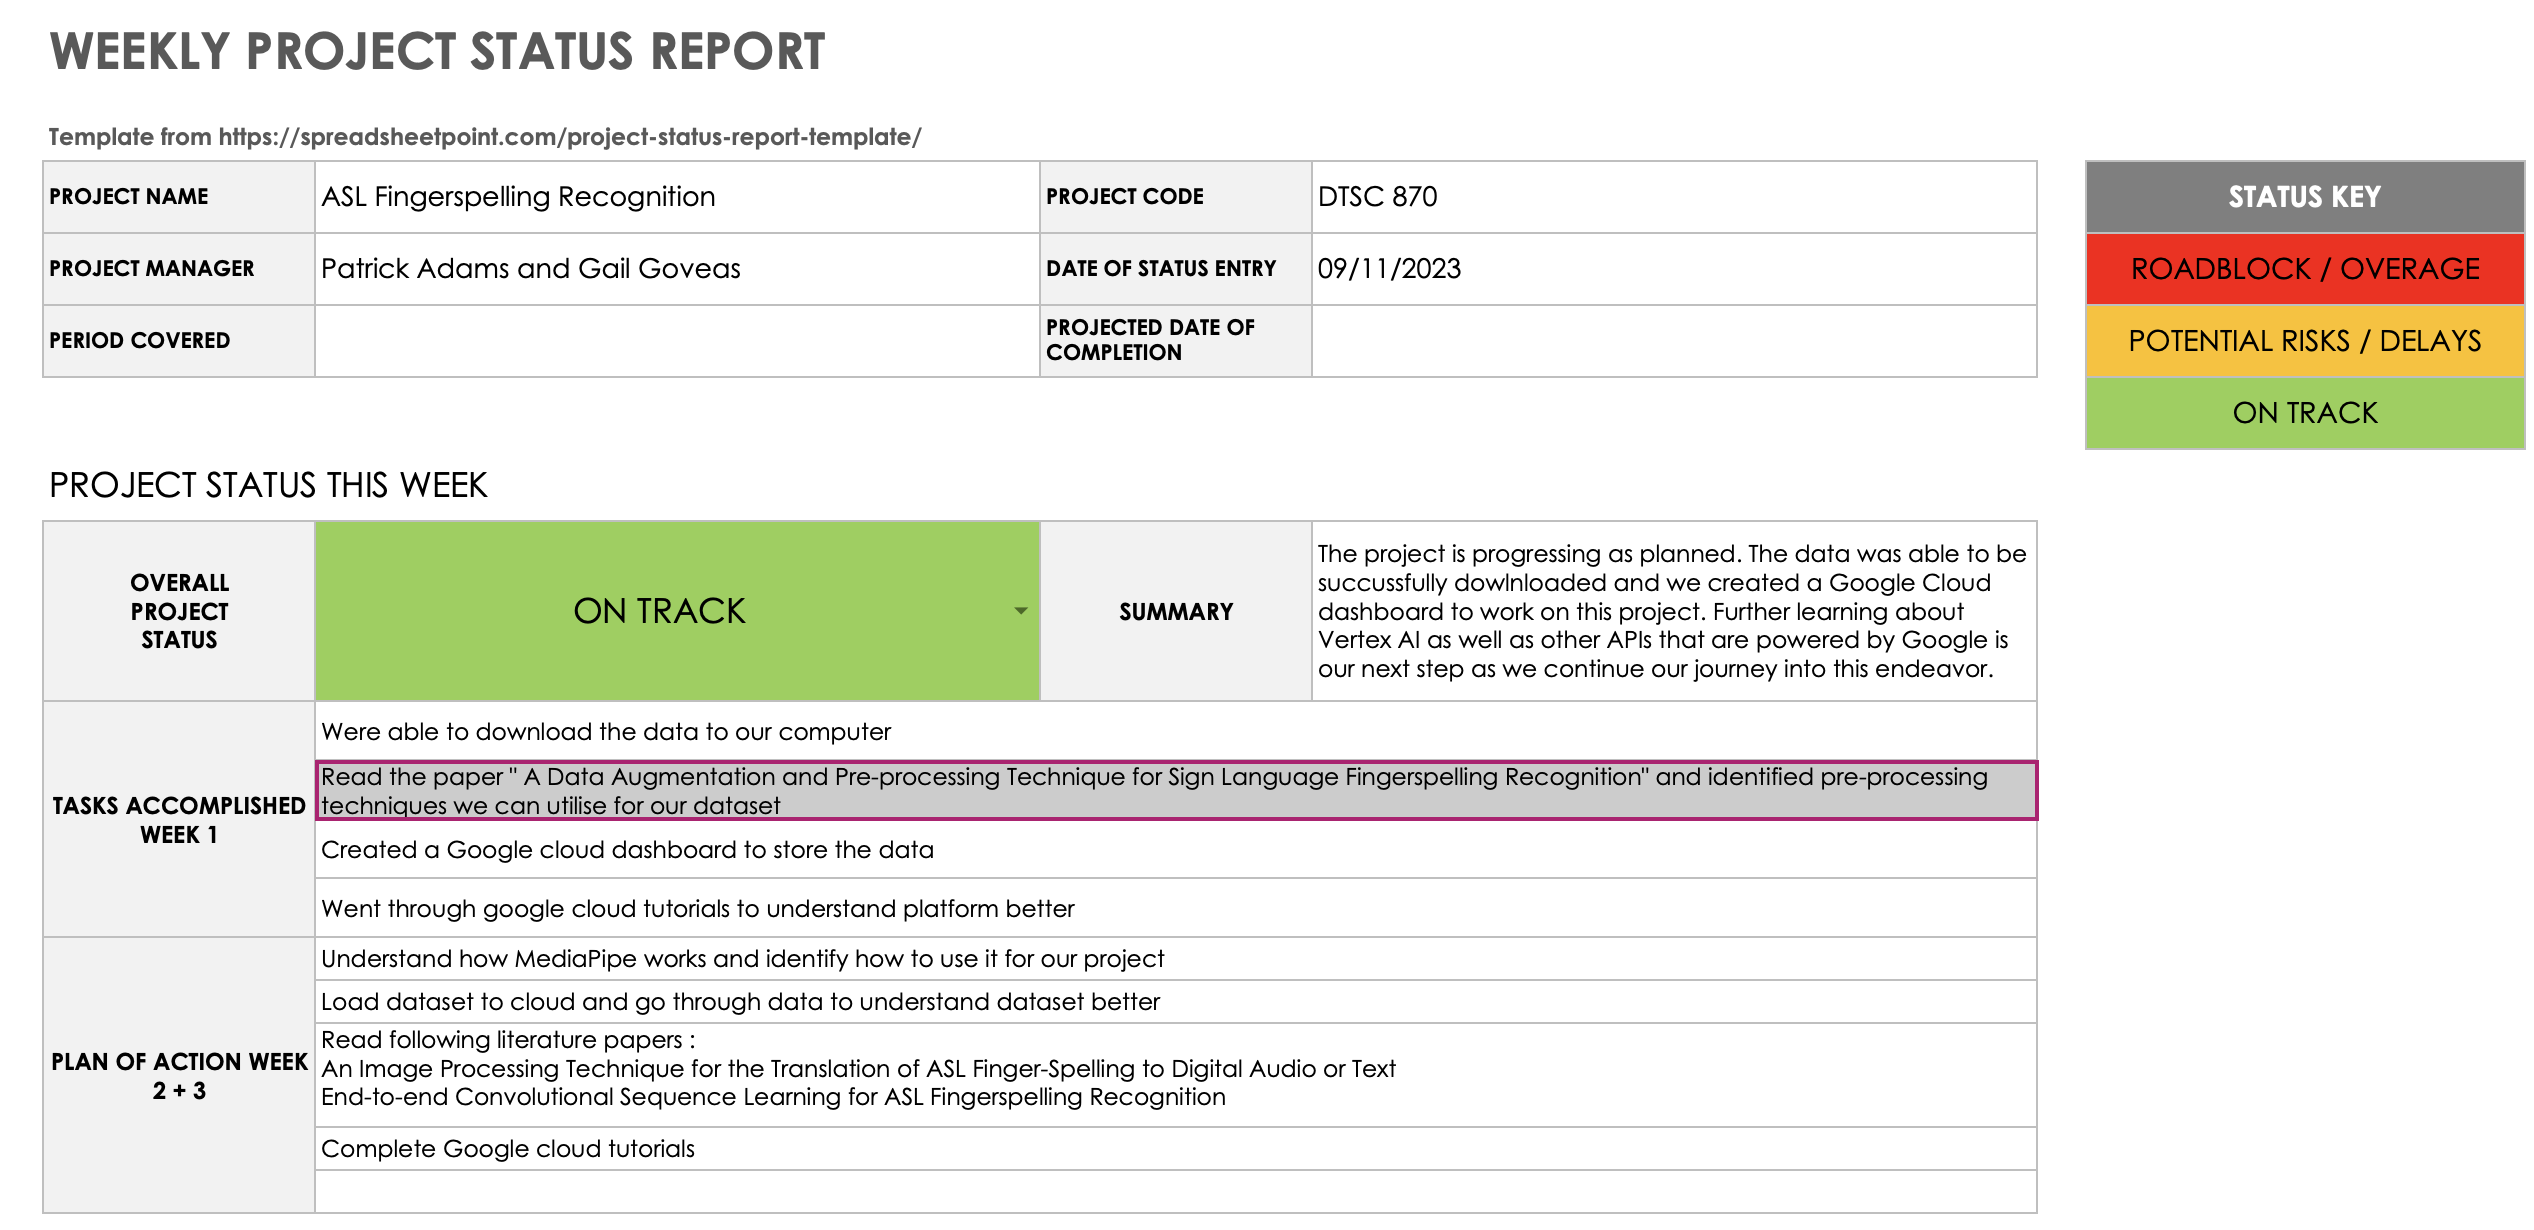 WEEKLY PROJECT STATUS REPORT
Template from https://spreadsheetpoint.com/project-status-report-template/
PROJECT NAME
ASL Fingerspelling Recognition
PROJECT CODE
DTSC 870
STATUS KEY
PROJECT MANAGER
Patrick Adams and Gail Goveas
DATE OF STATUS ENTRY
09/11/2023
ROADBLOCK / OVERAGE
PERIOD COVERED
PROJECTED DATE OF
COMPLETION
POTENTIAL RISKS / DELAYS
ON TRACK
PROJECT STATUS THIS WEEK
OVERALL
PROJECT
STATUS
ON TRACK
SUMMARY
The project is progressing as planned. The data was able to be
succussfully dowlnloaded and we created a Google Cloud
dashboard to work on this project. Further learning about
Vertex AI as well as other APIs that are powered by Google is
our next step as we continue our journey into this endeavor.
TASKS ACCOMPLISHED
WEEK 1
Were able to download the data to our computer
Read the paper " A Data Augmentation and Pre-processing Technique for Sign Language Fingerspelling Recognition" and identified pre-processing
techniques we can utilise for our dataset
Created a Google cloud dashboard to store the data
Went through google cloud tutorials to understand platform better
PLAN OF ACTION WEEK
2 + 3
Understand how MediaPipe works and identify how to use it for our project
Load dataset to cloud and go through data to understand dataset better
Read following literature papers :
An Image Processing Technique for the Translation of ASL Finger-Spelling to Digital Audio or Text
End-to-end Convolutional Sequence Learning for ASL Fingerspelling Recognition
Complete Google cloud tutorials